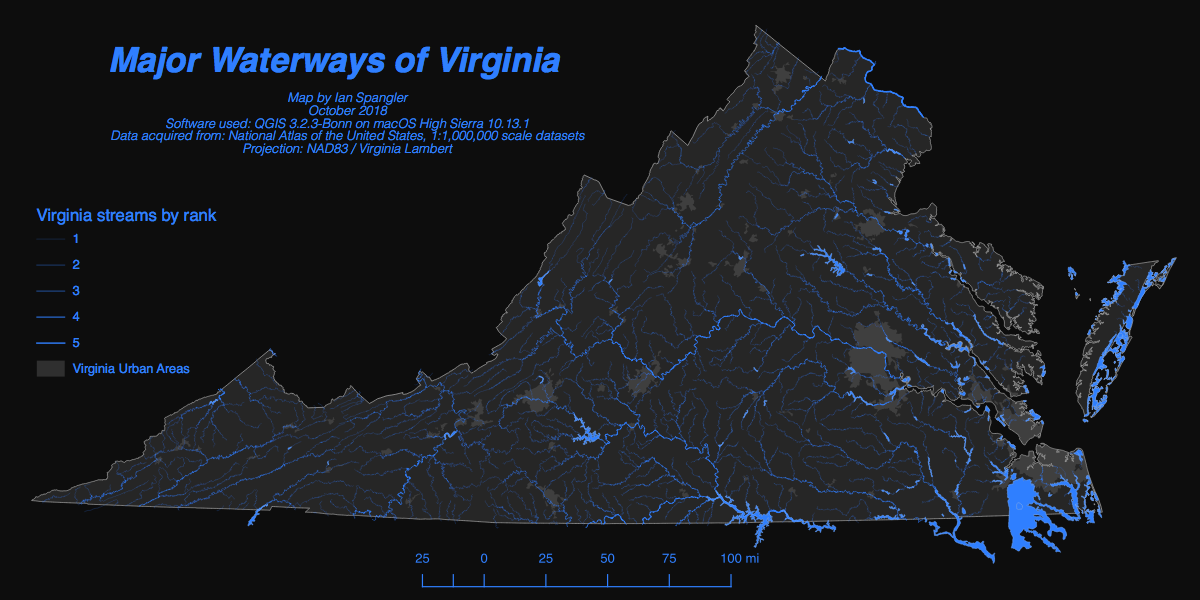 Major Waterways of Virginia
Map by Ian Spangler
October 2018
Software used: QGIS 3.2.3-Bonn on macOS High Sierra 10.13.1
Data acquired from: National Atlas of the United States, 1:1,000,000 scale datasets
Projection: NAD83 / Virginia Lambert
Virginia streams by rank
1
2
3
4
5
Virginia Urban Areas
25 0 25 50 75 100 mi